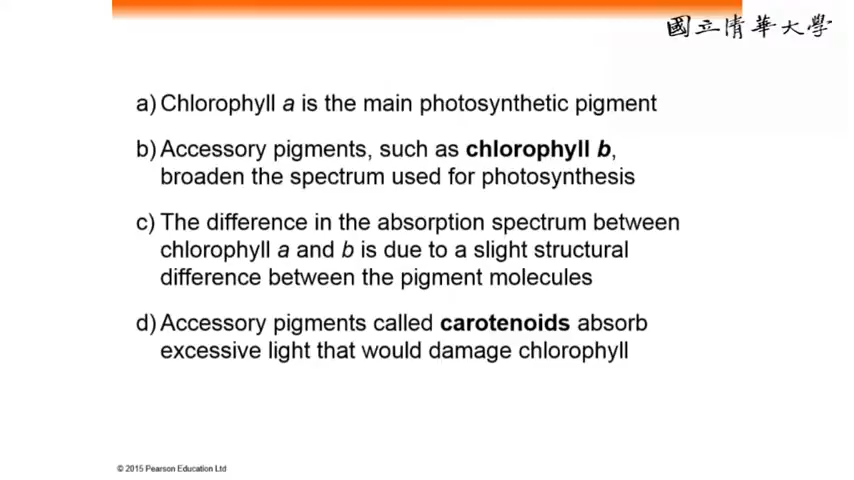 國立清華大學
a) Chlorophyll a is the main photosynthetic pigment
b) Accessory pigments, such as chlorophyll b,
broaden the spectrum used for photosynthesis
c) The difference in the absorption spectrum between
chlorophyll a and b is due to a slight structural
difference between the pigment molecules
d) Accessory pigments called carotenoids absorb
excessive light that would damage chlorophyll
© 2015 Pearson Education Ltd